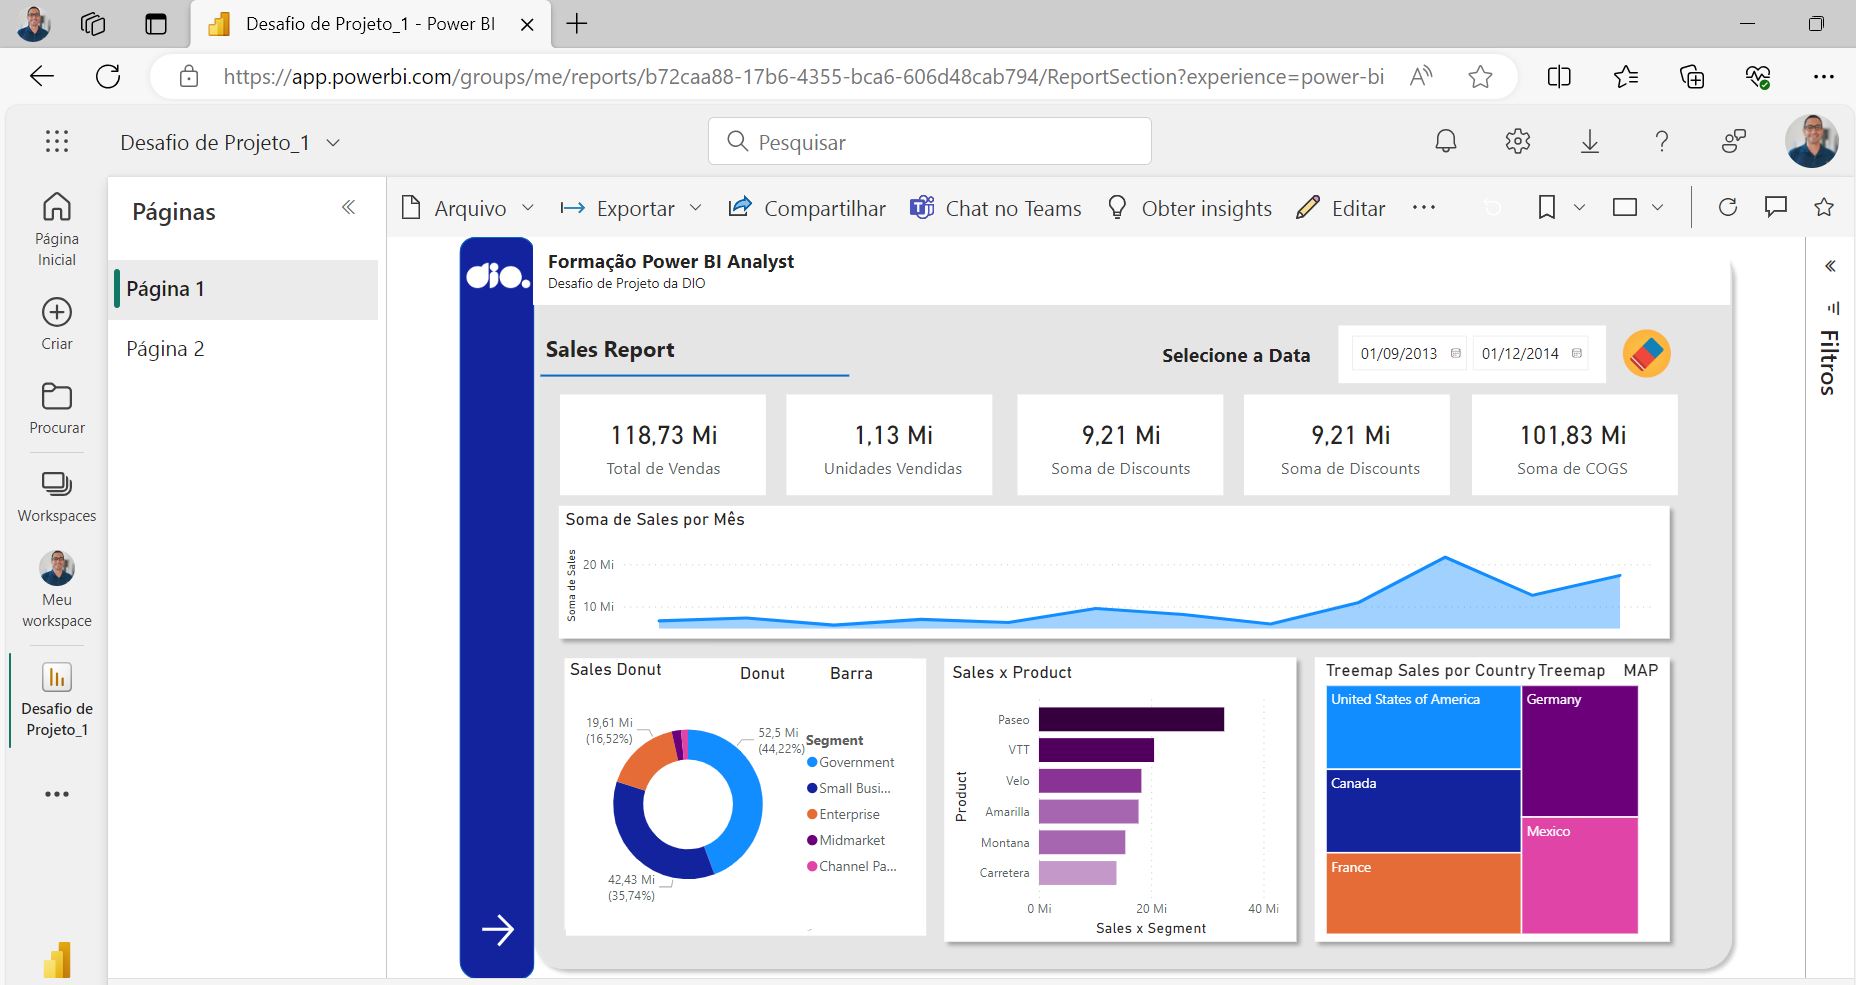 Desafio de Projeto_1 - Power BI
https://app.powerbi.com/groups/me/reports/b72caa88-17b6-4355-bca6-606d48cab794/ReportSection?experience=power-bi
Desafio de Projeto_1
Pesquisar
Página
Inicial
Criar
Procurar
Workspaces
Meu
workspace
Desafio de
Projeto_1
Páginas
Página 1
Página 2
Arquivo
Exportar
Compartilhar
Chat no Teams
Obter insights
Editar
Filtros
dio.
Formação Power BI Analyst
Desafio de Projeto da DIO
Sales Report
Selecione a Data
01/09/2013
01/12/2014
118,73 Mi
Total de Vendas
1,13 Mi
Unidades Vendidas
9,21 Mi
Soma de Discounts
9,21 Mi
Soma de Discounts
101,83 Mi
Soma de COGS
Soma de Sales por Mês
Soma de Sales
20 Mi
10 Mi
Sales Donut
Donut
Barra
19,61 Mi
(16,52%)
52,5 Mi
(44,22%)
42,43 Mi
(35,74%)
Segment
Government
Small Busi...
Enterprise
Midmarket
Channel Pa...
Sales x Product
Product
Paseo
VTT
Velo
Amarilla
Montana
Carretera
0 Mi
20 Mi
40 Mi
Sales x Segment
Treemap Sales por Country
Treemap
MAP
United States of America
Canada
France
Germany
Mexico